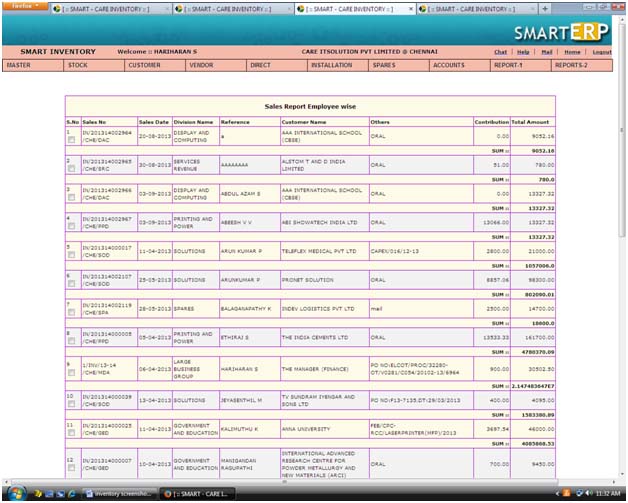 Firefox
[ :: SMART - CARE INVENTORY :: ]
[ :: SMART - CARE INVENTORY :: ]
[ :: SMART - CARE INVENTORY :: ]
[ :: SMART - CARE INVENTORY :: ]
SMARTERP
SMART INVENTORY Welcome :: HARIHARAN S CARE ITSOLUTION PVT LIMITED @ CHENNAI Chat | Help | Mail | Home | Logout
MASTER STOCK CUSTOMER VENDOR DIRECT INSTALLATION SPARES ACCOUNTS REPORT-1 REPORTS-2
Sales Report Employee wise
S.No Sales No Sales Date Division Name Reference Customer Name Others Contribution Total Amount
1 IN/201314002964/CHE/DAC 20-08-2013 DISPLAY AND COMPUTING a AAA INTERNATIONAL SCHOOL (CBSE) ORAL 0.00 9052.16
SUM :: 9052.16
2 IN/201314002965/CHE/SRC 30-08-2013 SERVICES REVENUE AAAAAAAA ALSTOM T AND D INDIA LIMITED ORAL 51.00 780.00
SUM :: 780.0
3 IN/201314002966/CHE/DAC 03-09-2013 DISPLAY AND COMPUTING ABDUL AZAM S AAA INTERNATIONAL SCHOOL (CBSE) ORAL 0.00 13327.32
SUM :: 13327.32
4 IN/201314002967/CHE/PPD 03-09-2013 PRINTING AND POWER ABEESH V V ABI SHOWATECH INDIA LTD ORAL 13066.00 13327.32
SUM :: 13327.32
5 IN/201314000017/CHE/SOD 11-04-2013 SOLUTIONS ARUN KUMAR P TELEFLEX MEDICAL PVT LTD CAPEX/016/12-13 2800.00 21000.00
SUM :: 1057006.0
6 IN/201314002107/CHE/SOD 25-05-2013 SOLUTIONS ARUNKUMAR P PRONET SOLUTION ORAL 8857.06 98300.00
SUM :: 802090.01
7 IN/201314002119/CHE/SPA 28-05-2013 SPARES BALAGANAPATHY K INDEV LOGISTICS PVT LTD mail 2500.00 14700.00
SUM :: 18600.0
8 IN/201314000005/CHE/PPD 05-04-2013 PRINTING AND POWER ETHIRAJ S THE INDIA CEMENTS LTD ORAL 13533.33 161700.00
SUM :: 4780370.09
9 1/INV/13-14/CHE/MDA 06-04-2013 LARGE BUSINESS GROUP HARIHARAN S THE MANAGER (FINANCE) PO NO\ELCOT/PROC/32280-OT/V0281/C054/20102-13/6964 900.00 30502.50
SUM :: 2.147483647E7
10 IN/201314000039/CHE/SOD 13-04-2013 SOLUTIONS JEYASENTHIL M TV SUNDRAM IYENGAR AND SONS LTD PO NO:F13-7135.DT:29/03/2013 400.00 4095.00
SUM :: 1583380.89
11 IN/201314000025/CHE/GED 11-04-2013 GOVERNMENT AND EDUCATION KALIMUTHU K ANNA UNIVERSITY FEB/CPC-RCC/LASERPRINTER(MFP)/2013 3697.54 46000.00
SUM :: 4085868.53
12 IN/201314000007/CHE/GED 10-04-2013 GOVERNMENT AND EDUCATION MANIGANDAN RAGUPATHI INTERNATIONAL ADVANCED RESEARCH CENTRE FOR POWDER METALLURGY AND NEW MATERIALS (ARCI) ORAL 700.00 9450.00
inventory screensho...
[ :: SMART - CARE I...
11:32 AM